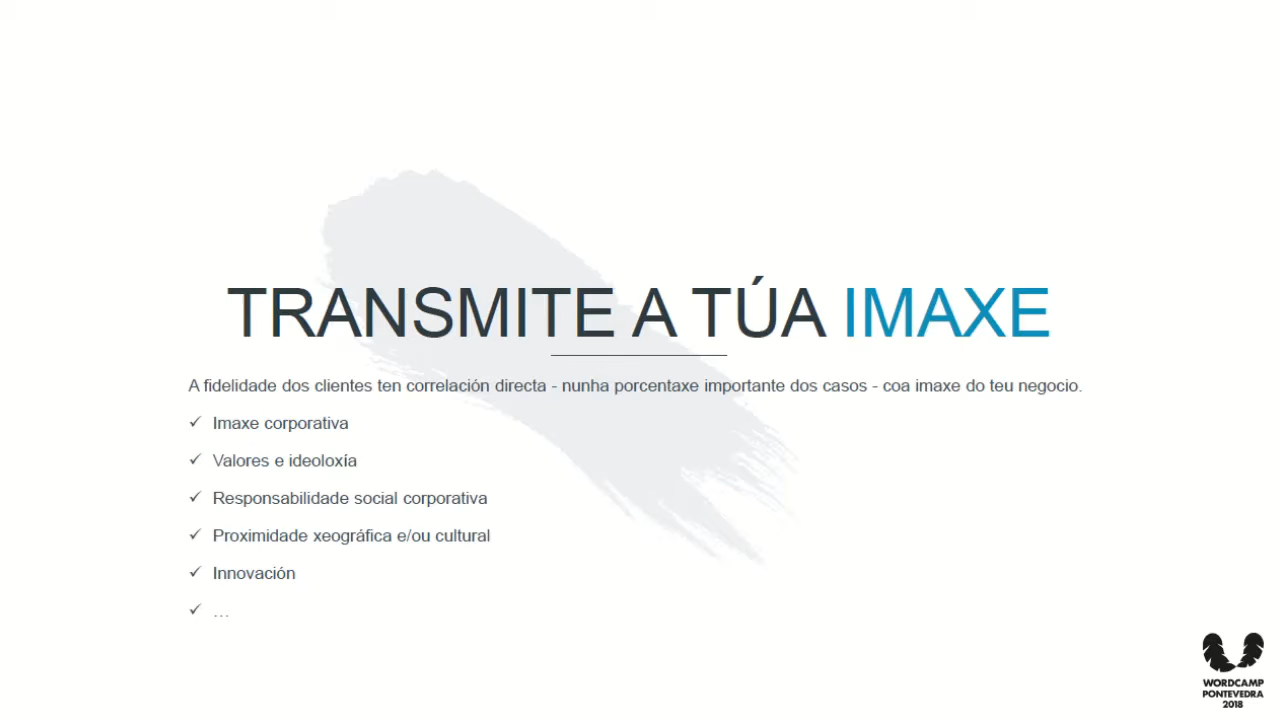 TRANSMITE A TÚA IMAXE
A fidelidade dos clientes ten correlación directa - nunha porcentaxe importante dos casos - coa imaxe do teu negocio.
✓ Imaxe corporativa
✓ Valores e ideoloxía
✓ Responsabilidade social corporativa
✓ Proximidade xeográfica e/ou cultural
✓ Innovación
✓ ...
WORDCAMP
PONTEVEDRA
2018